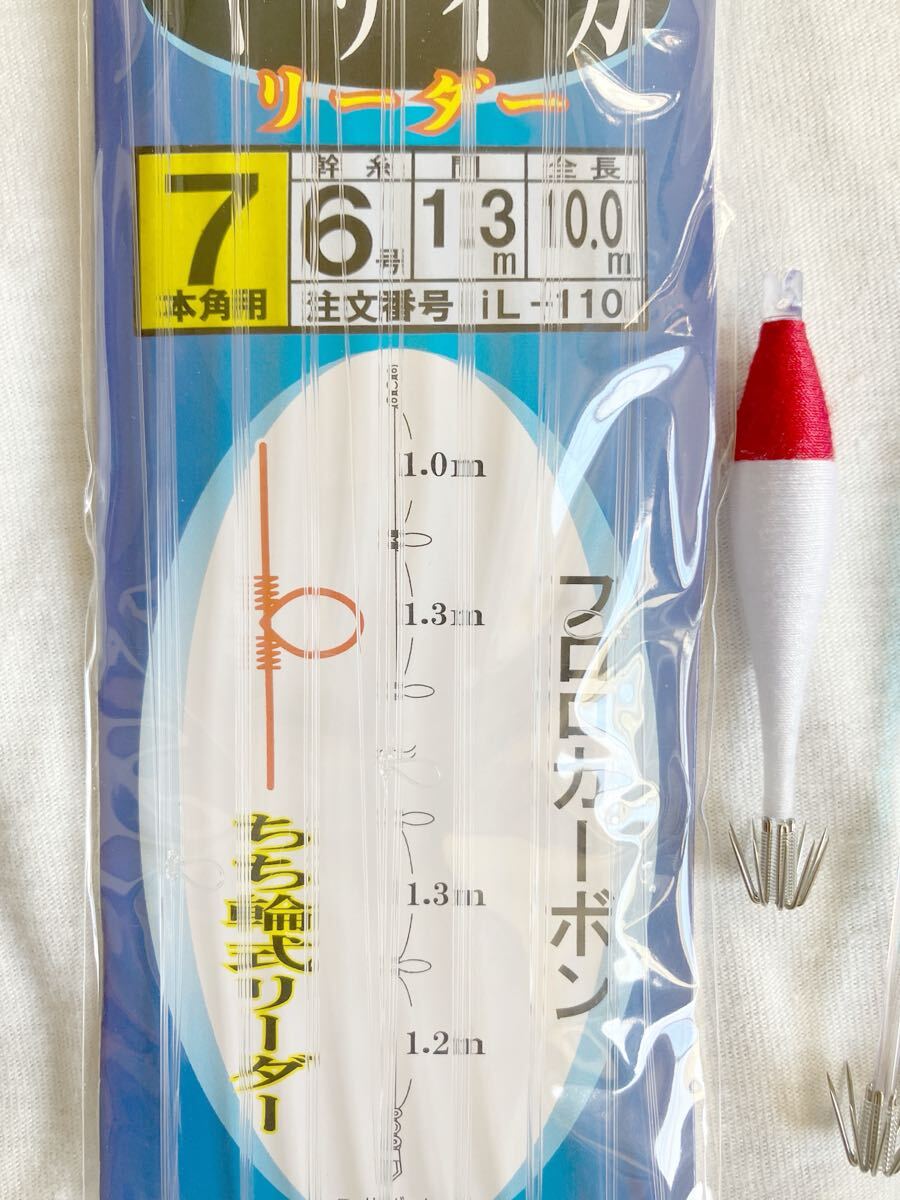 リーダー
7
本角用
幹糸
6号
間
1.3m
全長
10.0m
注文番号 iL-110
1.0m
1.3m
1.3m
1.2m
フロロカーボン
ちち輪式リーダー